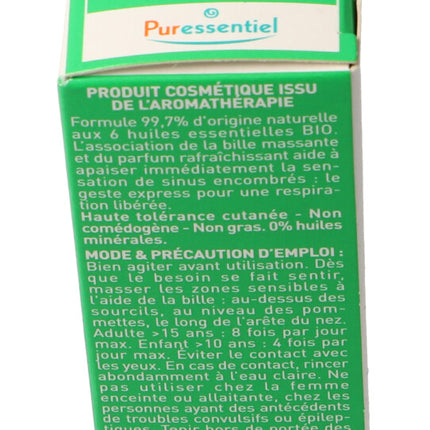 Puressentiel
PRODUIT COSMÉTIQUE ISSU
DE L'AROMATHÉRAPIE
Formule 99,7% d'origine naturelle
aux 6 huiles essentielles BIO.
L'association de la bille massante
et du parfum rafraîchissant aide à
apaiser immédiatement la sen-
sation de sinus encombrés : le
geste express pour une respira-
tion libérée.
Haute tolérance cutanée - Non
comédogène - Non gras. 0% huiles
minérales.
MODE & PRÉCAUTION D'EMPLOI :
Bien agiter avant utilisation. Dès
que le besoin se fait sentir,
masser les zones sensibles à
l'aide de la bille : au-dessus des
sourcils, au niveau des pom-
mettes, le long de l'arête du nez.
Adulte >15 ans : 8 fois par jour
max. Enfant >10 ans : 4 fois par
jour max. Éviter le contact avec
les yeux. En cas de contact, rincer
abondamment à l'eau claire. Ne
pas utiliser chez la femme
enceinte ou allaitante, chez les
personnes ayant des antécédents
de troubles convulsifs ou épilep-
tiques. Tenir hors de portée des